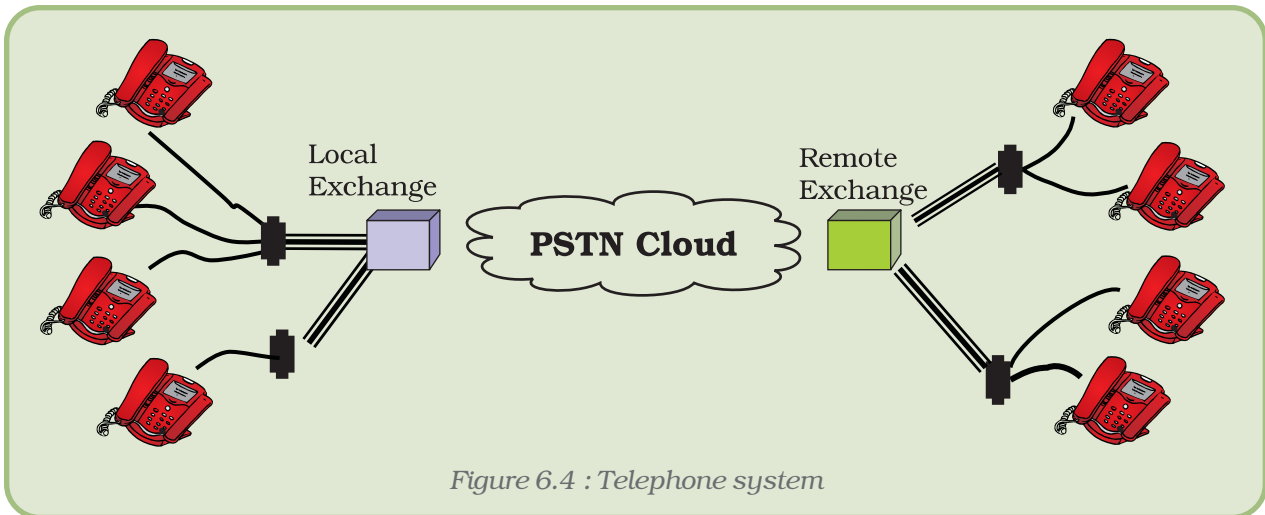 Local
Exchange
PSTN Cloud
Remote
Exchange
Figure 6.4 : Telephone system